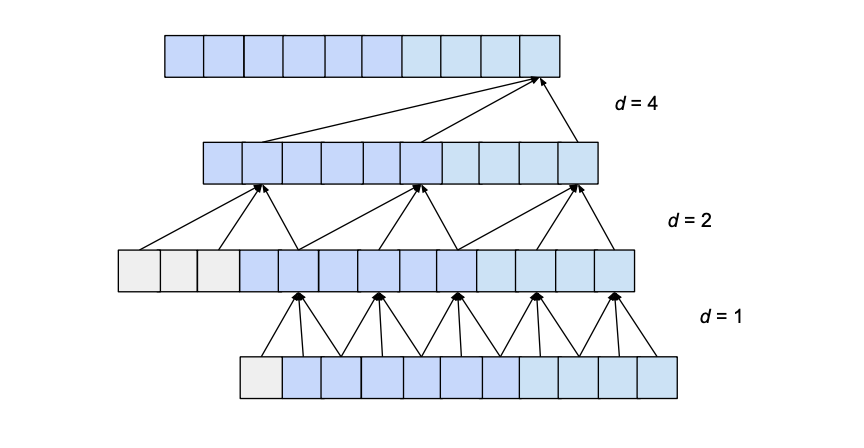 d = 4
d = 2
d = 1